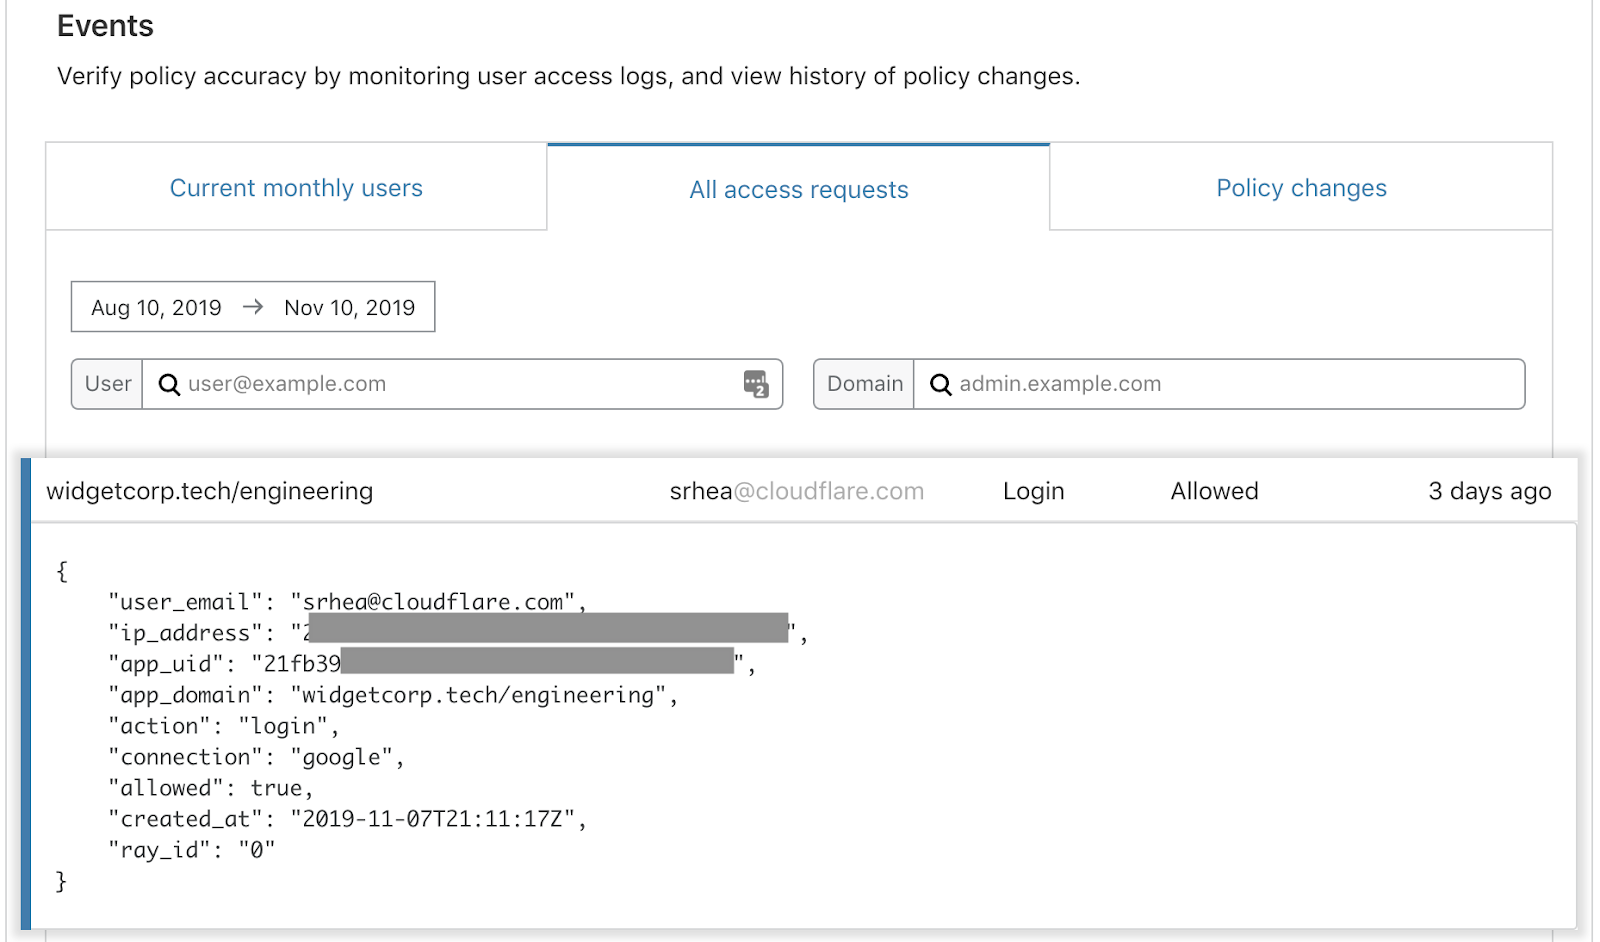 Events
Verify policy accuracy by monitoring user access logs, and view history of policy changes.
Current monthly users All access requests Policy changes
Aug 10, 2019 → Nov 10, 2019
User user@example.com 2 Domain admin.example.com
widgetcorp.tech/engineering srhea@cloudflare.com Login Allowed 3 days ago
{
"user_email": "srhea@cloudflare.com",
"ip_address": "2",
"app_uid": "21fb39",
"app_domain": "widgetcorp.tech/engineering",
"action": "login",
"connection": "google",
"allowed": true,
"created_at": "2019-11-07T21:11:17Z",
"ray_id": "0"
}